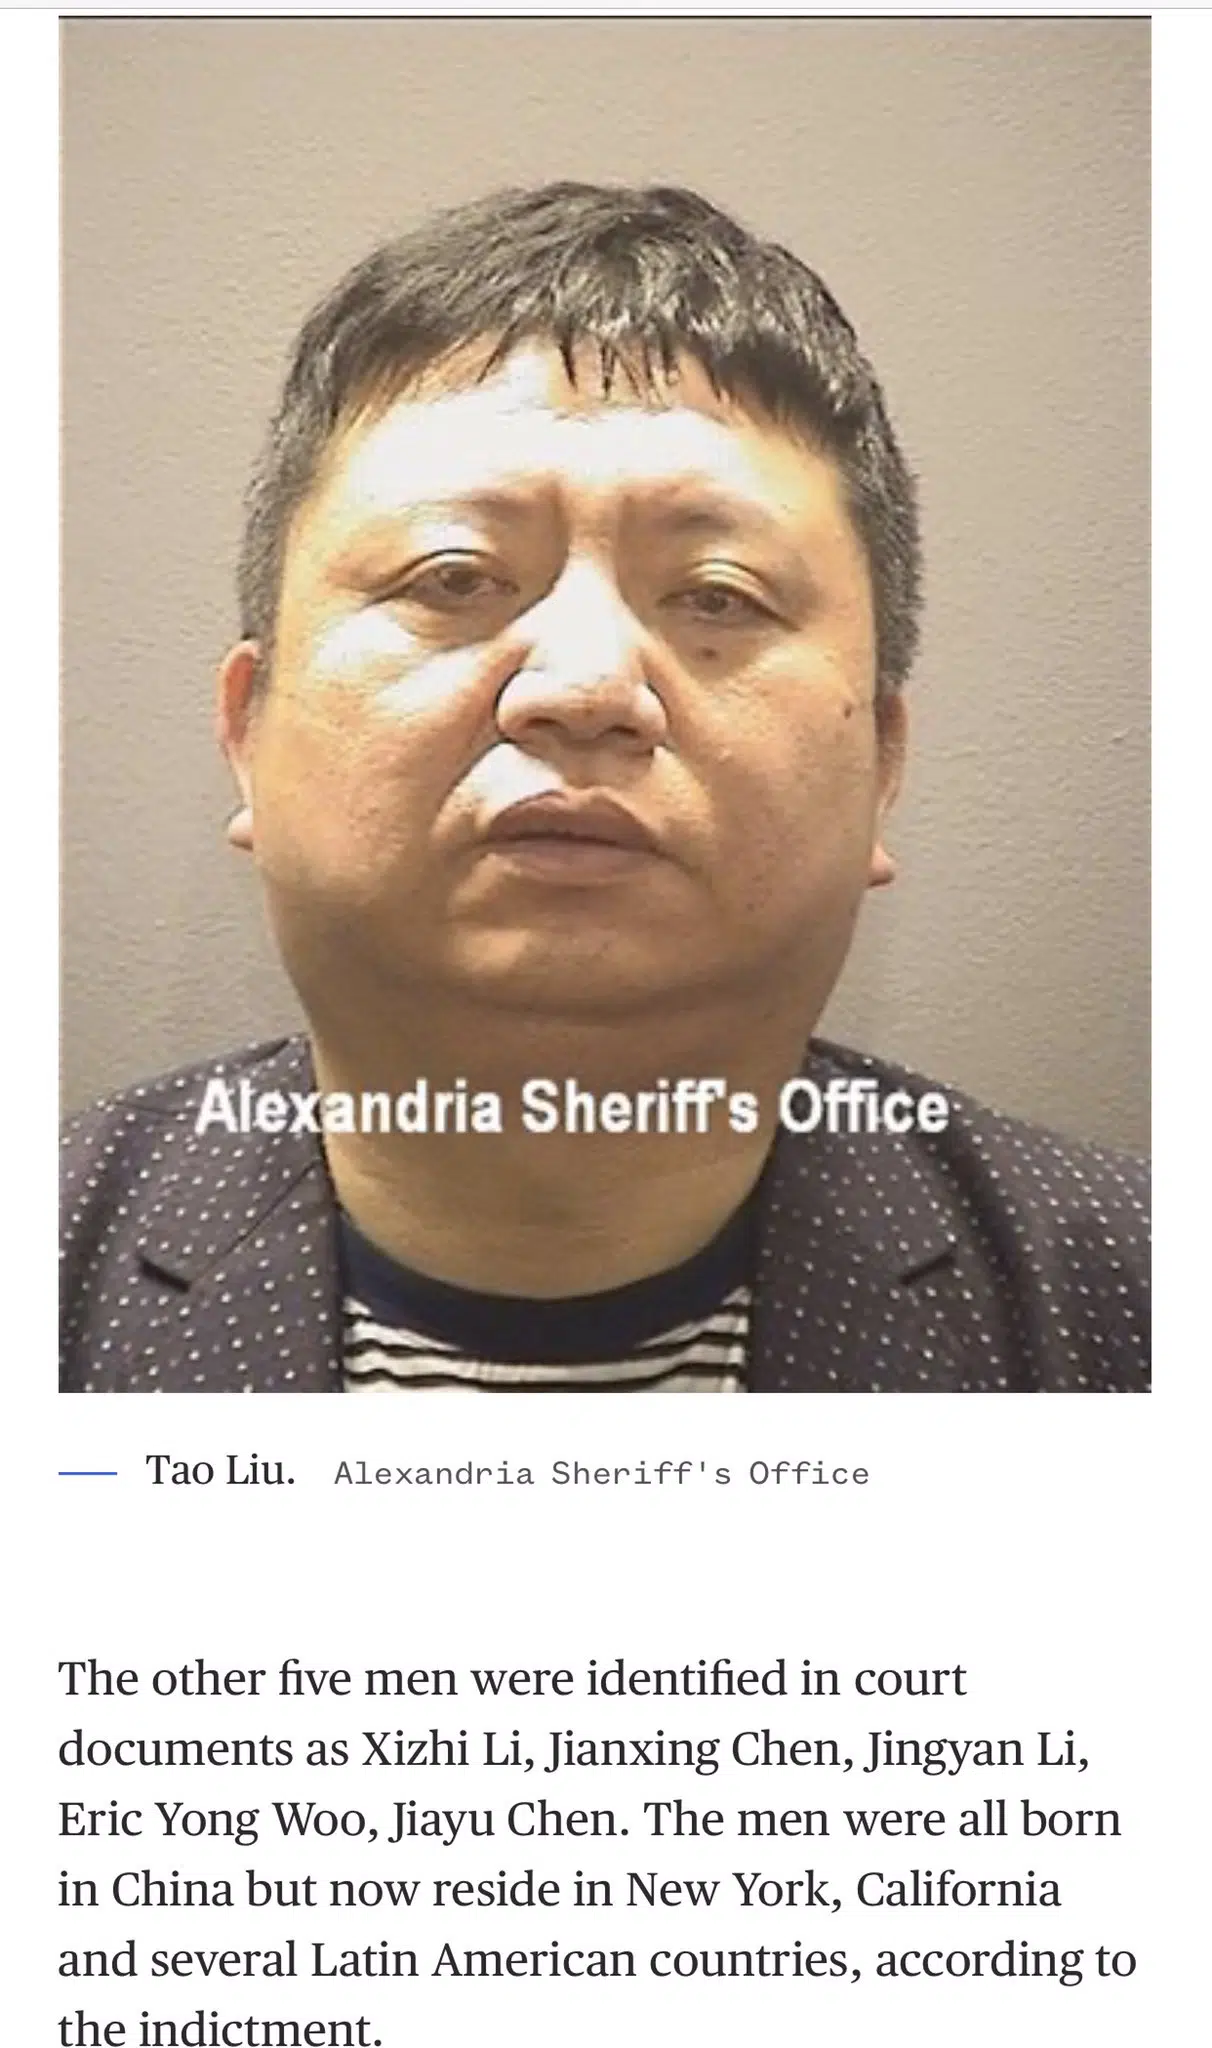 Alexandria Sheriff's Office
Tao Liu. Alexandria Sheriff's Office
The other five men were identified in court
documents as Xizhi Li, Jianxing Chen, Jingyan Li,
Eric Yong Woo, Jiayu Chen. The men were all born
in China but now reside in New York, California
and several Latin American countries, according to
the indictment.